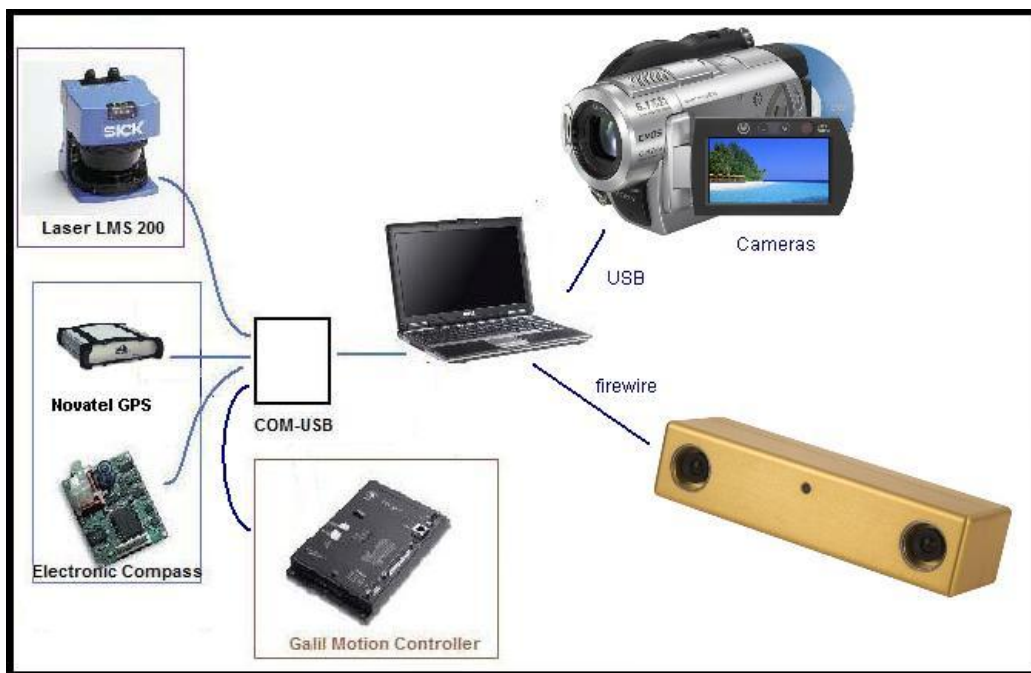 SICK
Laser LMS 200
Cameras
USB
Novatel GPS
COM-USB
firewire
Electronic Compass
Galil Motion Controller